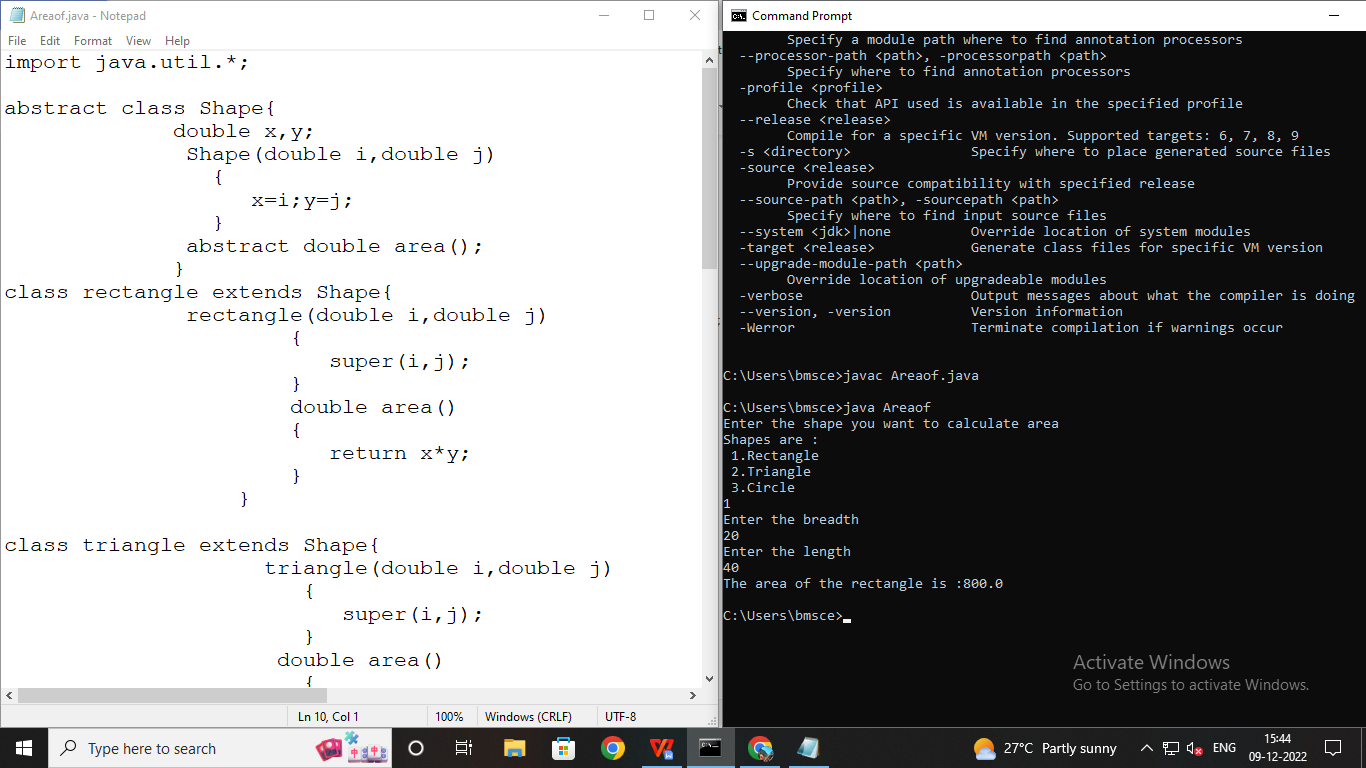 Areaof.java - Notepad
File Edit Format View Help
import java.util.*;
abstract class Shape{
double x,y;
Shape(double i,double j)
{
x=i;y=j;
}
abstract double area();
}
class rectangle extends Shape{
rectangle(double i,double j)
{
super(i,j);
}
double area()
{
return x*y;
}
}
class triangle extends Shape{
triangle(double i,double j)
{
super(i,j);
}
double area()
{
Ln 10, Col 1 100% Windows (CRLF) UTF-8
Command Prompt
Specify a module path where to find annotation processors
--processor-path <path>, -processorpath <path>
Specify where to find annotation processors
-profile <profile>
Check that API used is available in the specified profile
--release <release>
Compile for a specific VM version. Supported targets: 6, 7, 8, 9
-s <directory> Specify where to place generated source files
-source <release>
Provide source compatibility with specified release
--source-path <path>, -sourcepath <path>
Specify where to find input source files
--system <jdk>|none Override location of system modules
-target <release> Generate class files for specific VM version
--upgrade-module-path <path>
Override location of upgradeable modules
-verbose Output messages about what the compiler is doing
--version, -version Version information
-Werror Terminate compilation if warnings occur
C:\Users\bmsce>javac Areaof.java
C:\Users\bmsce>java Areaof
Enter the shape you want to calculate area
Shapes are :
1.Rectangle
2.Triangle
3.Circle
1
Enter the breadth
20
Enter the length
40
The area of the rectangle is :800.0
C:\Users\bmsce>
Activate Windows
Go to Settings to activate Windows.
Type here to search
27°C Partly sunny
ENG
15:44
09-12-2022